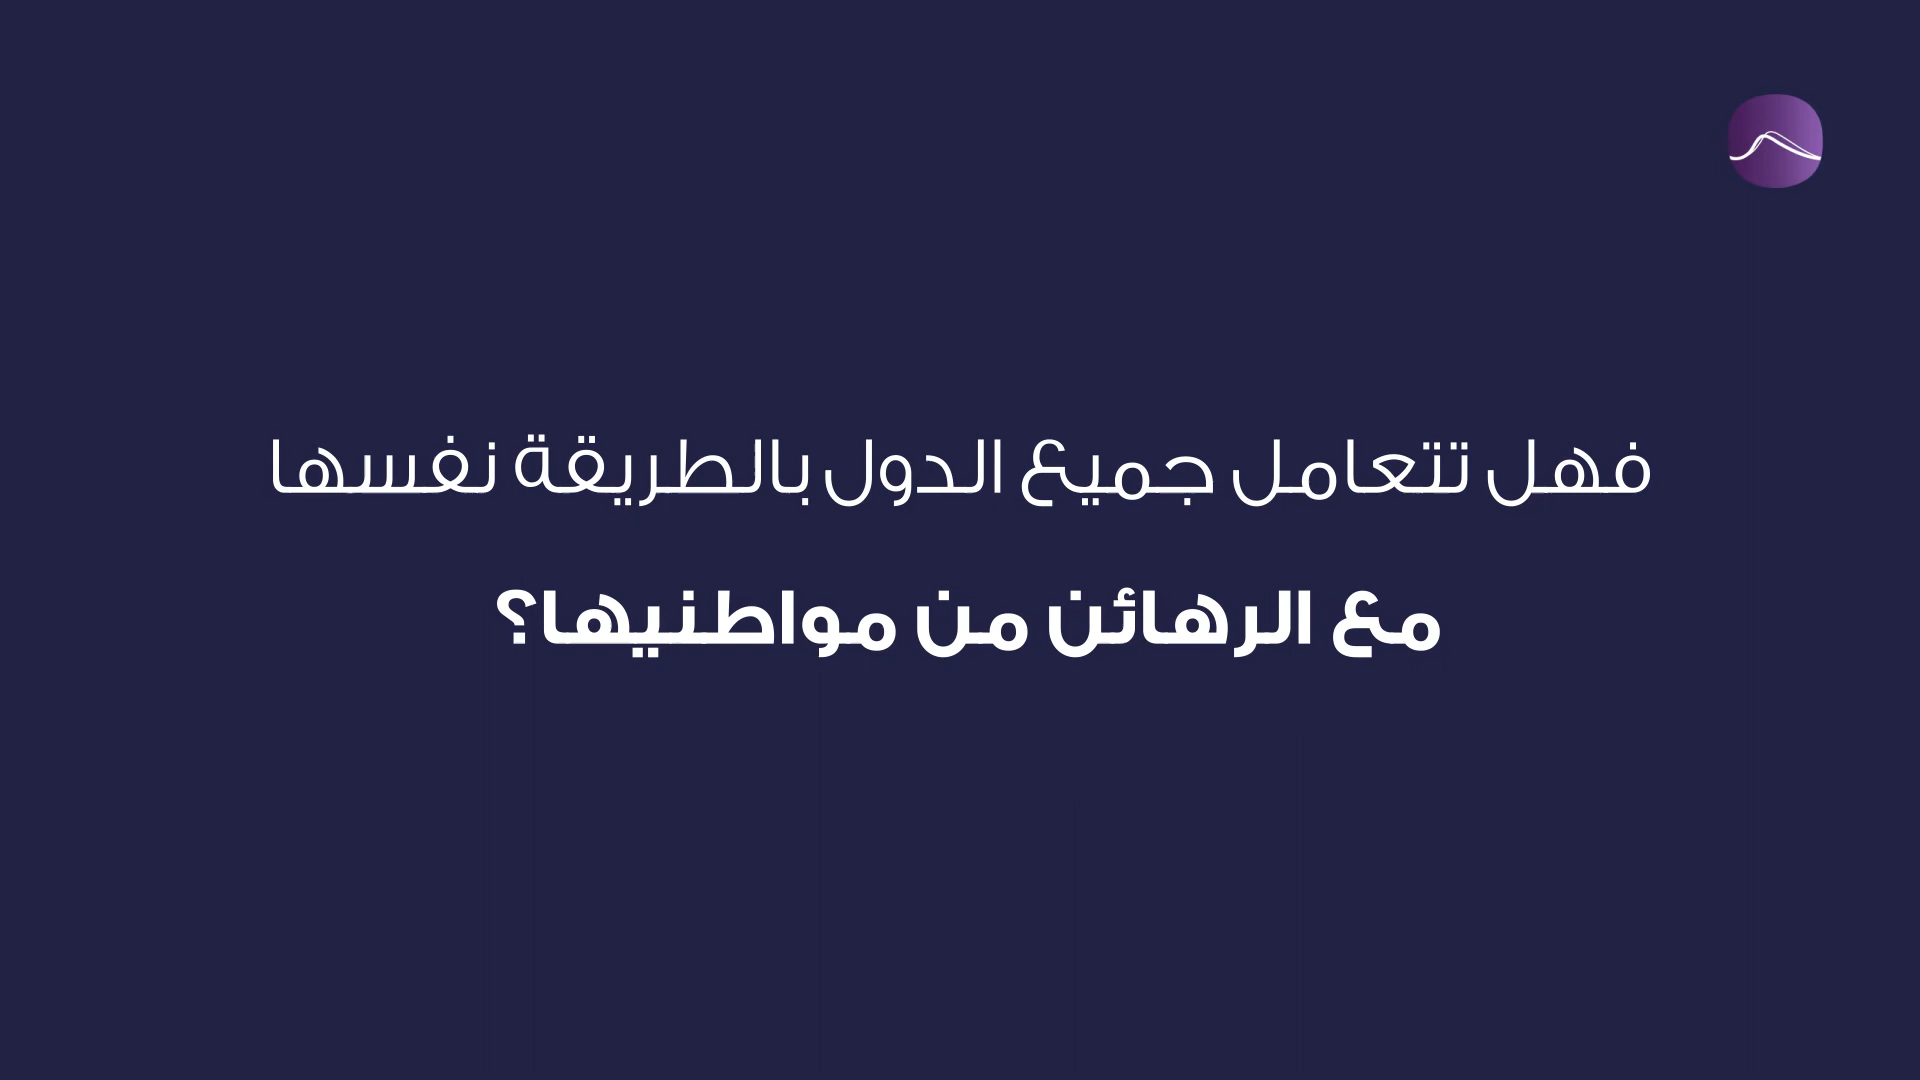 فهل تتعامل جميع الدول بالطريقة نفسها
مع الرهائن من مواطنيها؟